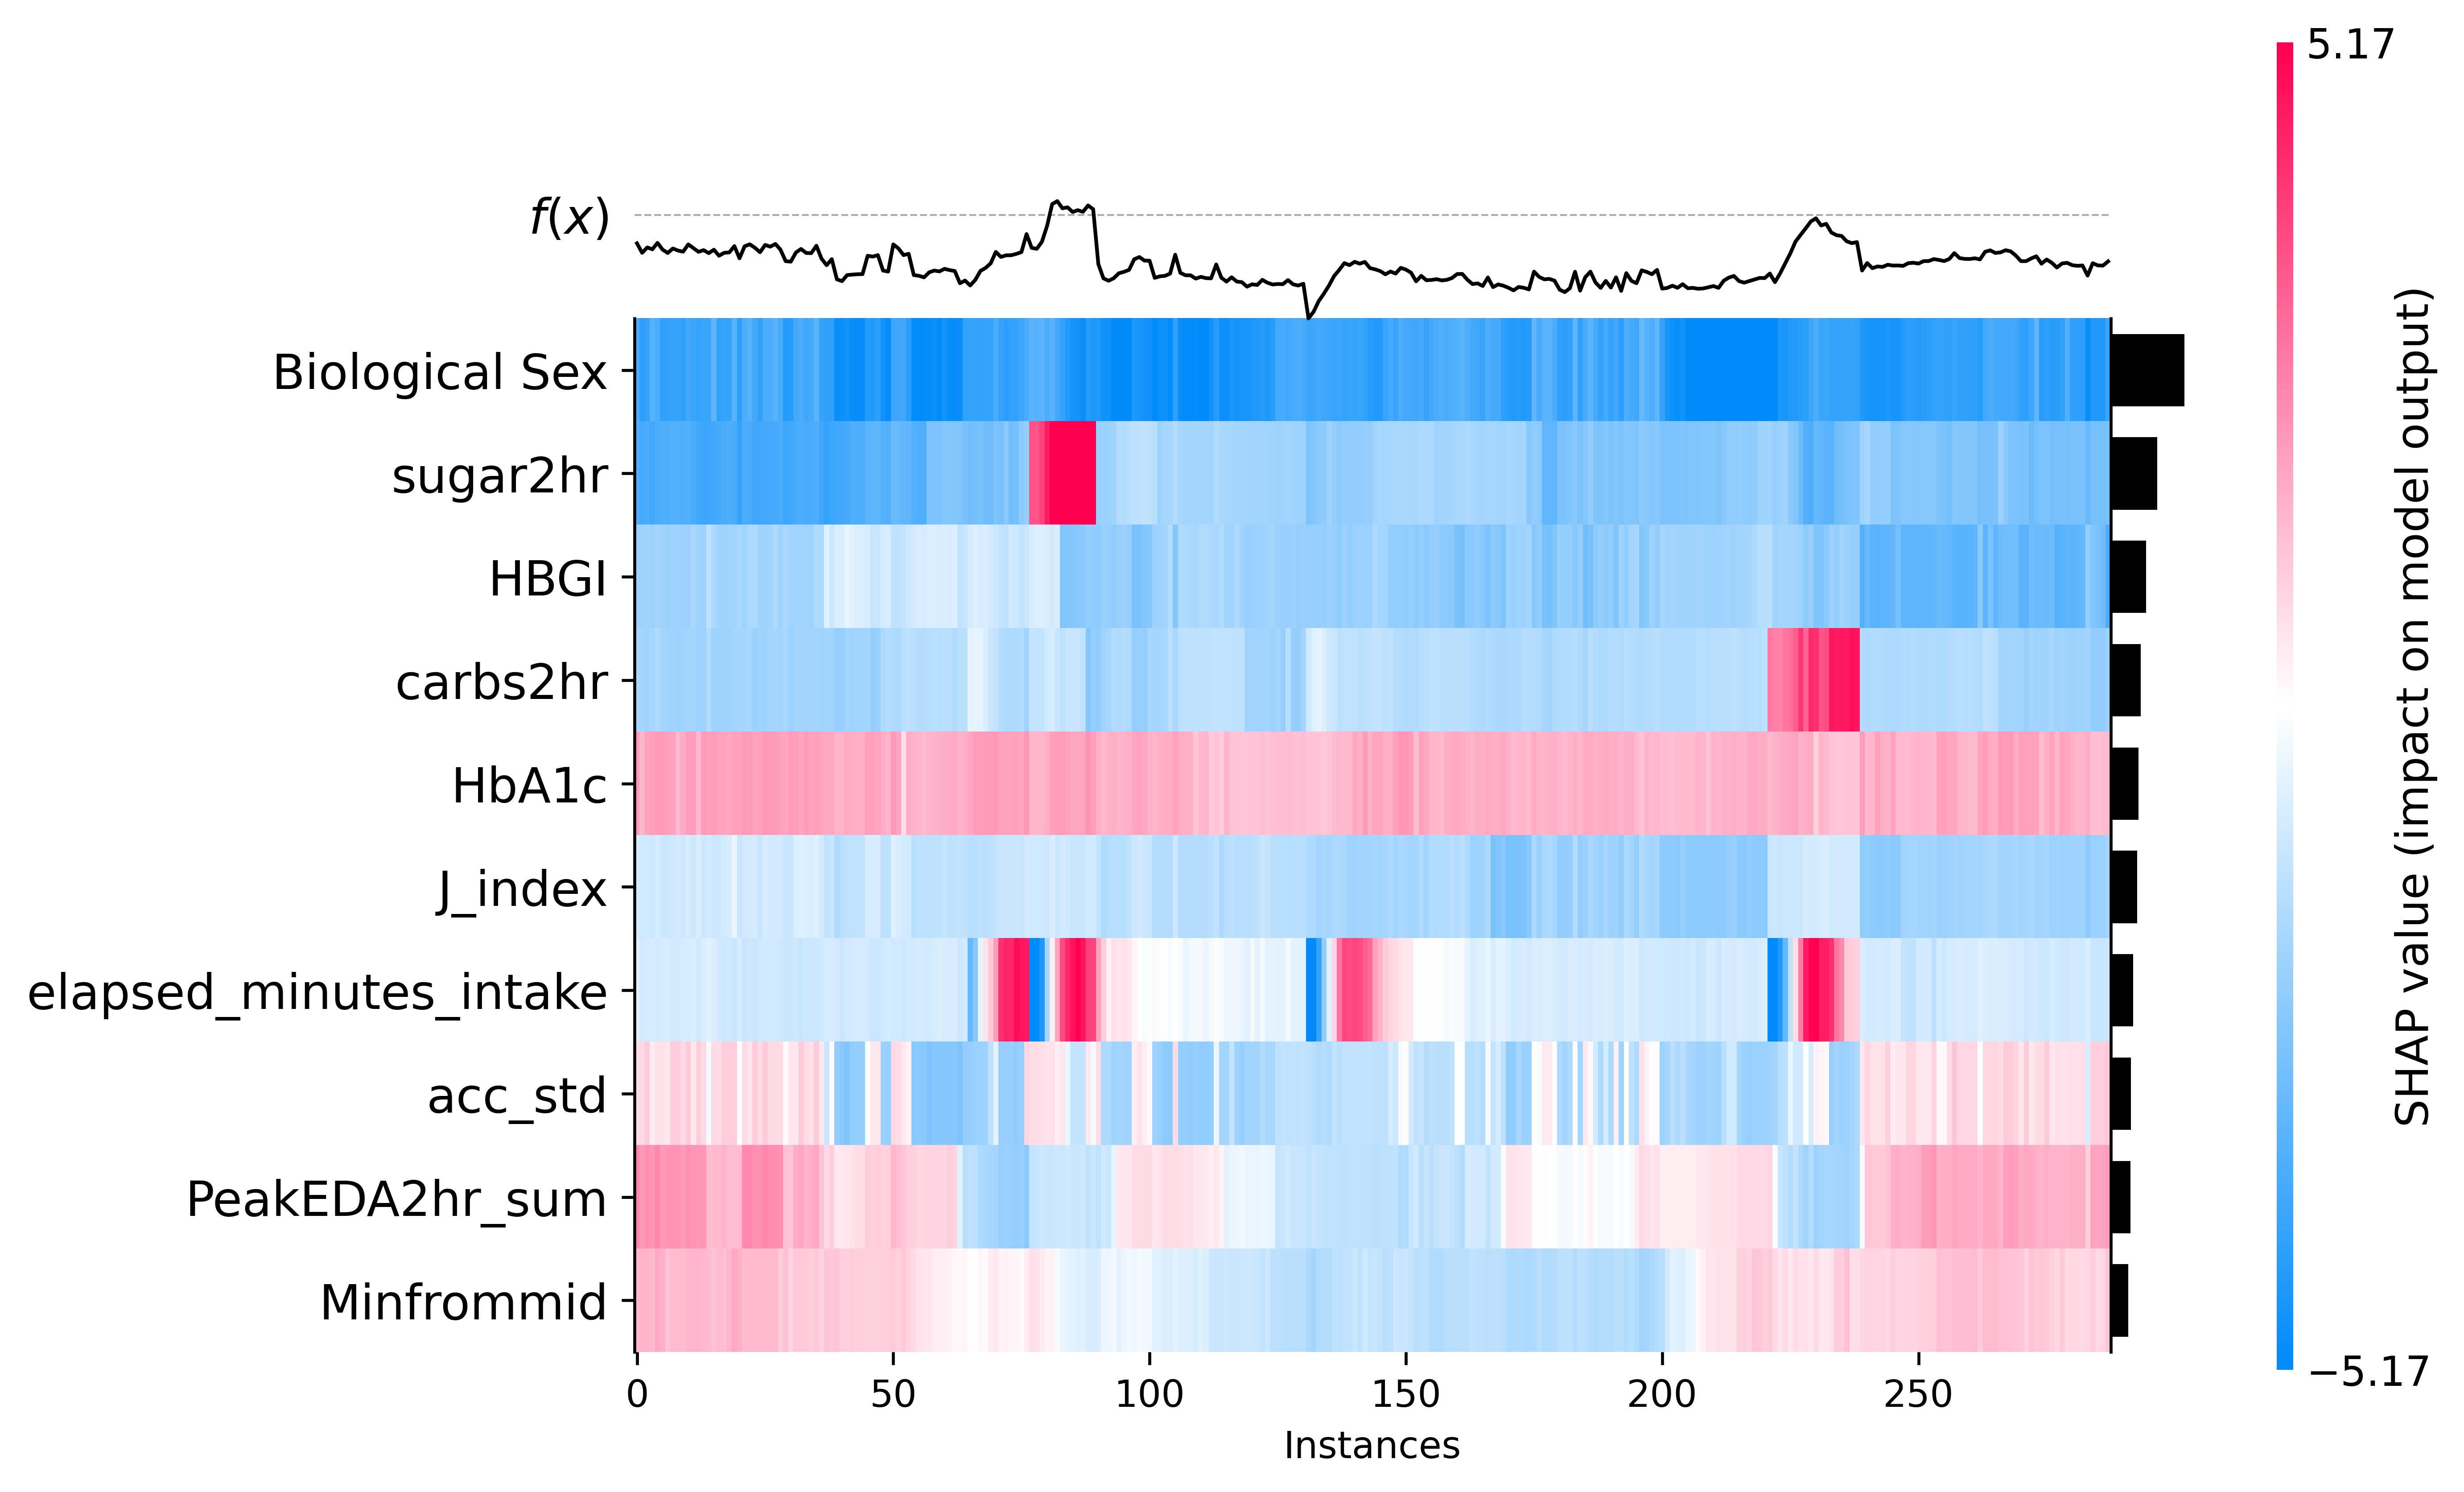 5.17
f(x)
Biological Sex
sugar2hr
HBGI
carbs2hr
HbA1c
J_index
elapsed_minutes_intake
acc_std
PeakEDA2hr_sum
Minfrommid
0 50 100 150 200 250
Instances
−5.17
SHAP value (impact on model output)